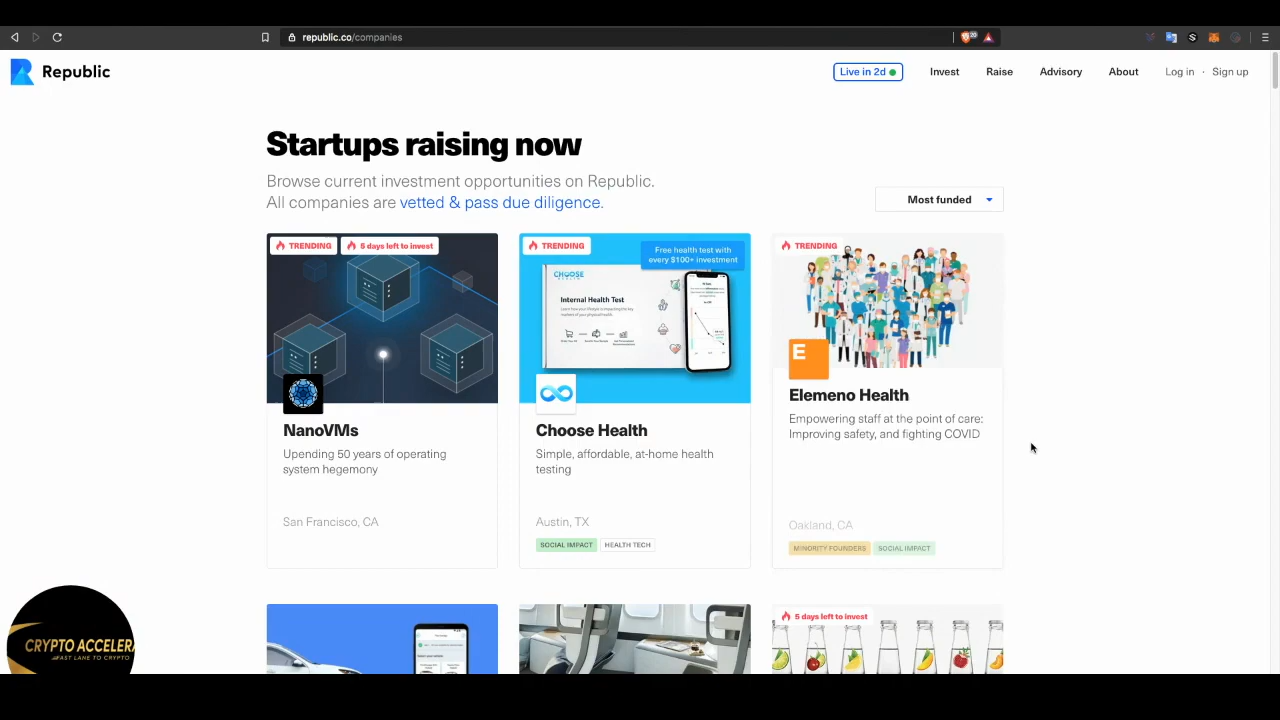 republic.co/companies
20
Republic
Live in 2d
Invest
Raise
Advisory
About
Log in · Sign up
Startups raising now
Browse current investment opportunities on Republic.
All companies are vetted & pass due diligence.
Most funded
TRENDING
5 days left to invest
NanoVMs
Upending 50 years of operating
system hegemony
San Francisco, CA
TRENDING
Free health test with
every $100+ investment
CHOOSE
Internal Health Test
Choose Health
Simple, affordable, at-home health
testing
Austin, TX
SOCIAL IMPACT
HEALTH TECH
TRENDING
E
Elemeno Health
Empowering staff at the point of care:
Improving safety, and fighting COVID
Oakland, CA
MINORITY FOUNDERS
SOCIAL IMPACT
5 days left to invest
CRYPTO ACCELERA
FAST LANE TO CRYPTO